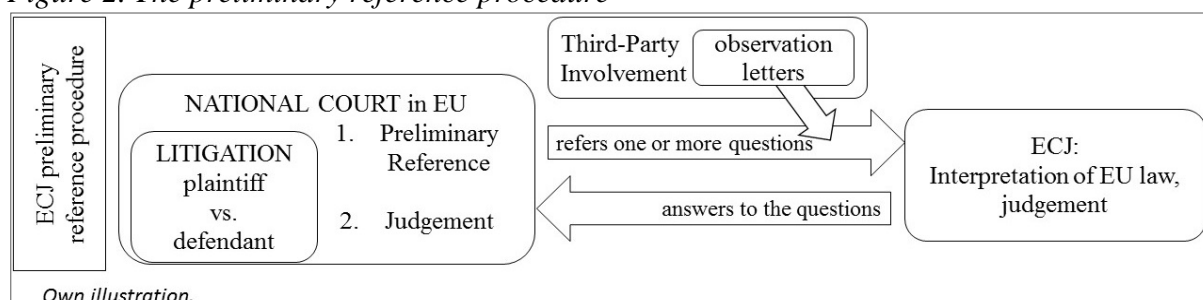 Figure 2. The preliminary reference procedure
ECJ preliminary
reference procedure
NATIONAL COURT in EU
LITIGATION
plaintiff
vs.
defendant
1. Preliminary
Reference
2. Judgement
Third-Party
Involvement
observation
letters
refers one or more questions
answers to the questions
ECJ:
Interpretation of EU law,
judgement
Own illustration.